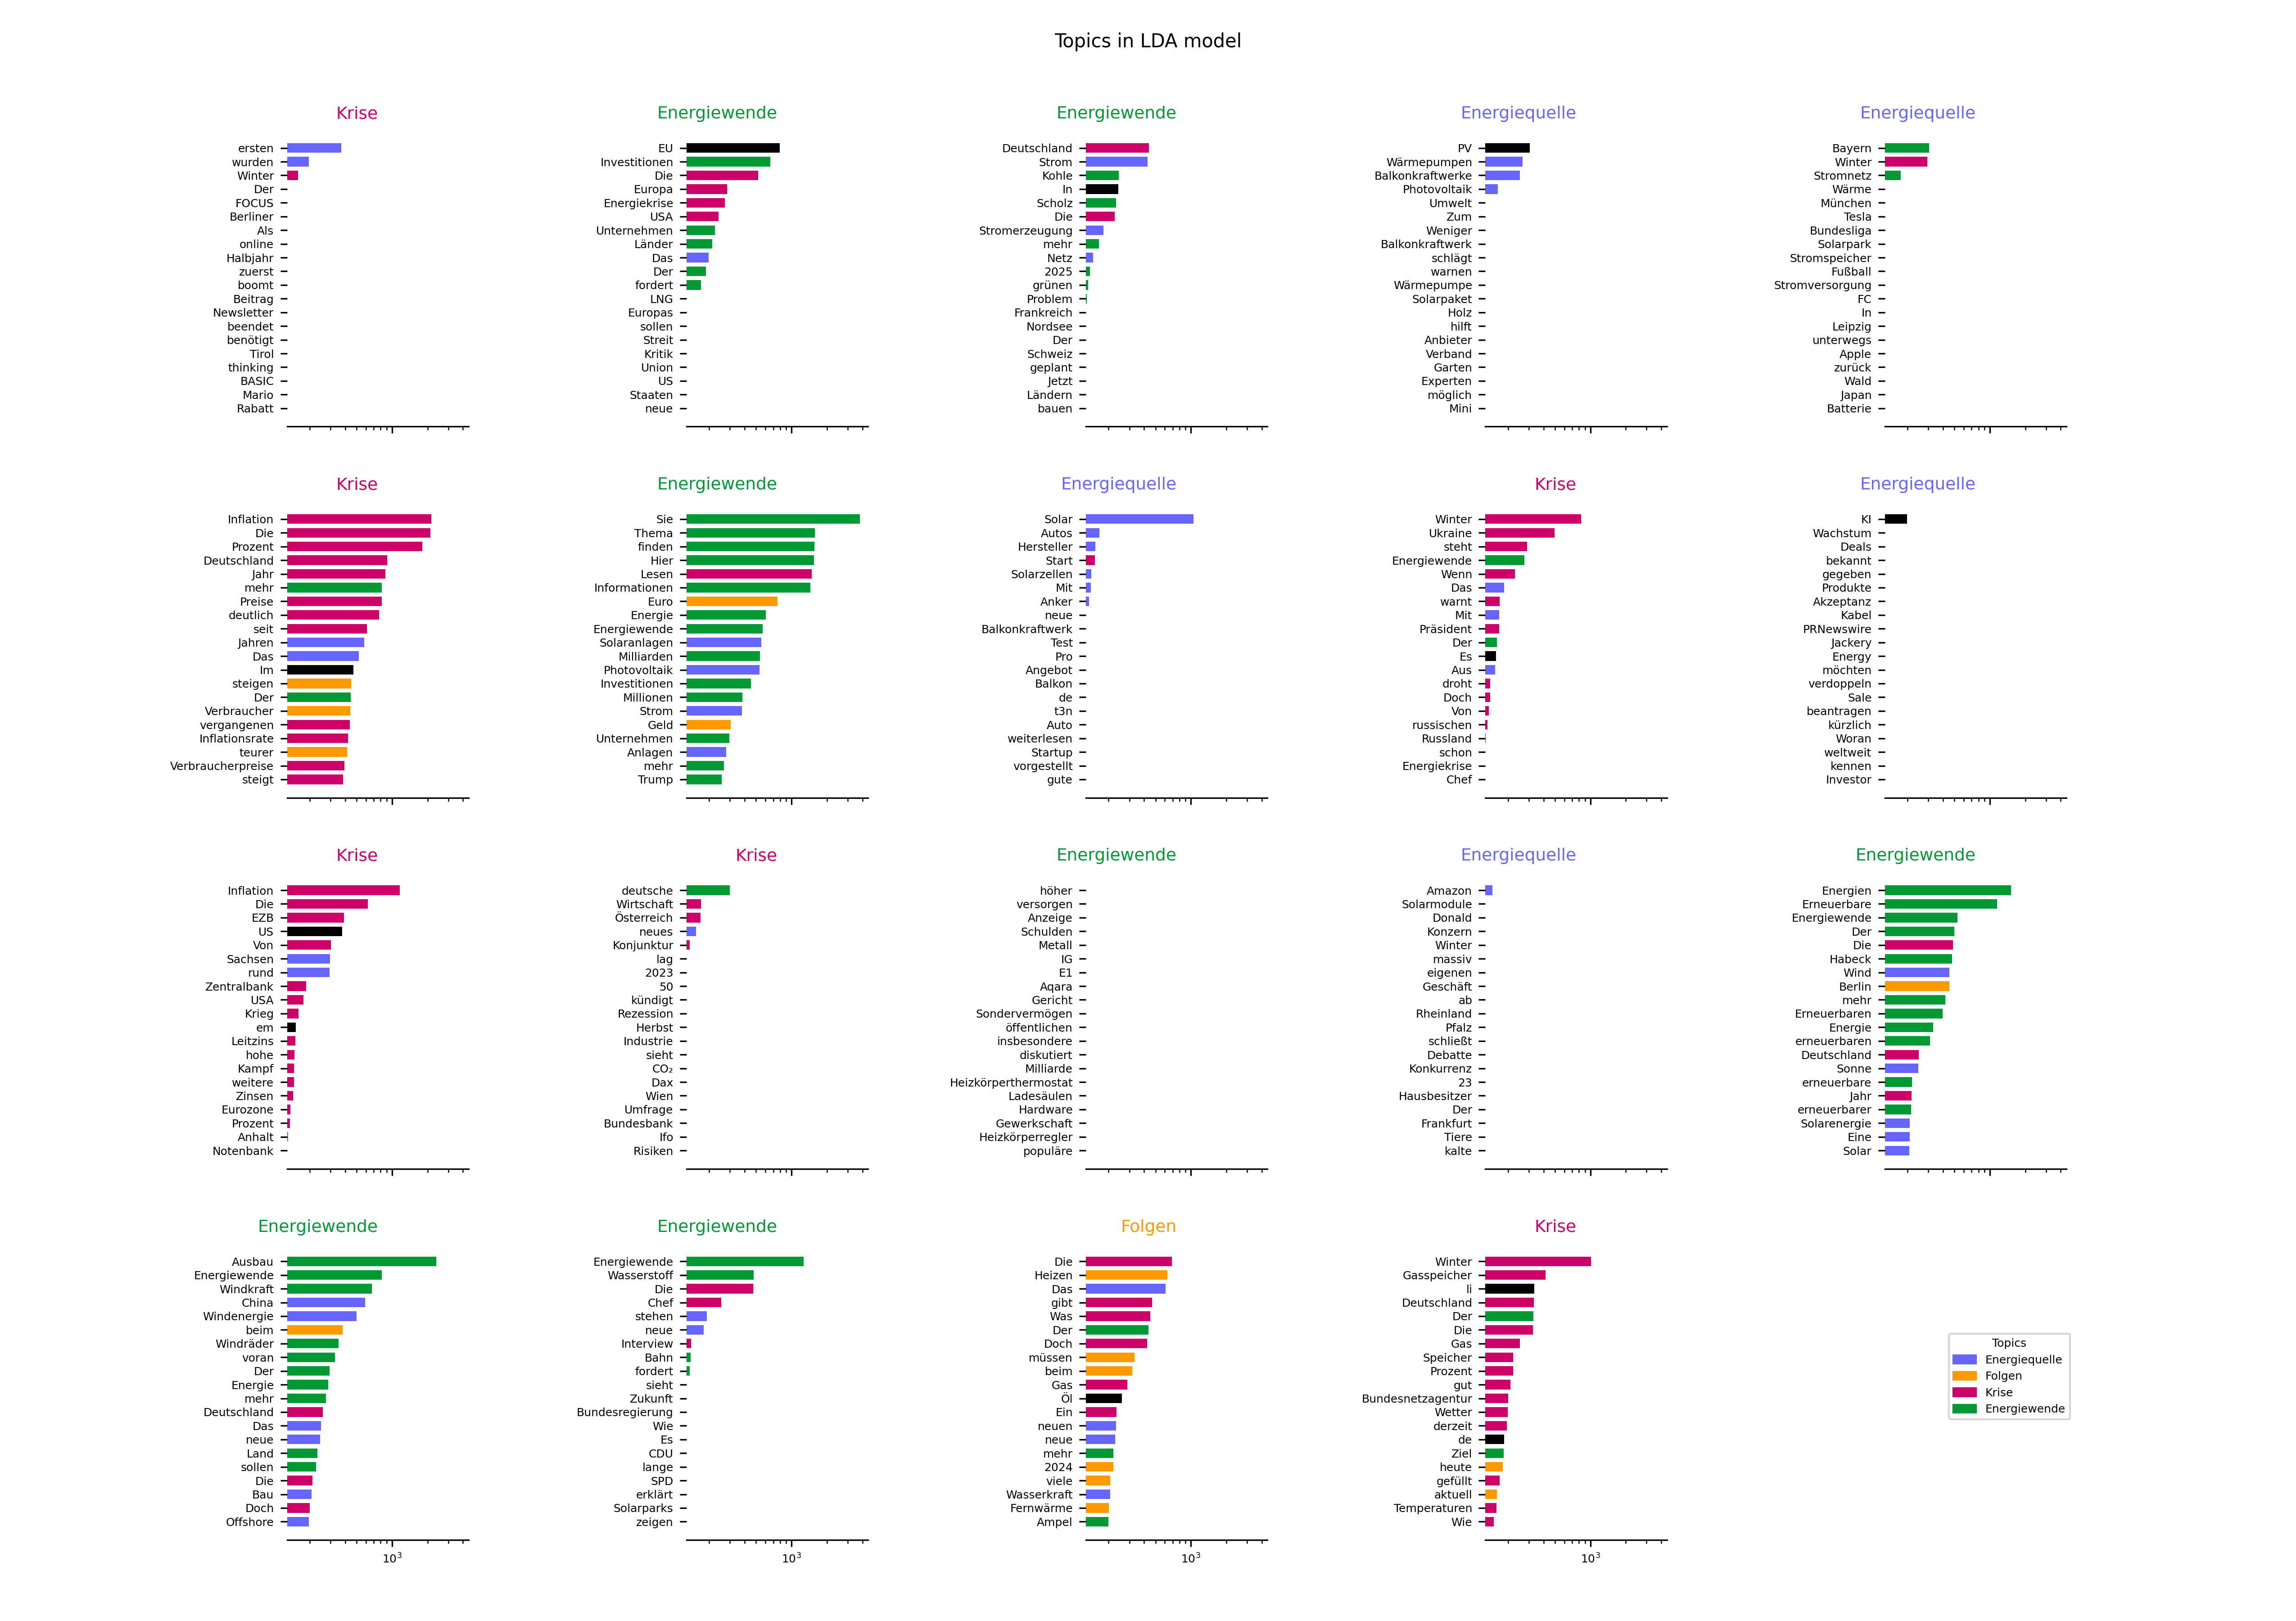 Topics in LDA model
Krise
ersten
wurden
Winter
Der
FOCUS
Berliner
Als
online
Halbjahr
zuerst
boomt
Beitrag
Newsletter
beendet
benötigt
Tirol
thinking
BASIC
Mario
Rabatt
Energiewende
EU
Investitionen
Die
Europa
Energiekrise
USA
Unternehmen
Länder
Das
Der
fordert
LNG
Europas
sollen
Streit
Kritik
Union
US
Staaten
neue
Energiewende
Deutschland
Strom
Kohle
In
Scholz
Die
Stromerzeugung
mehr
Netz
2025
grünen
Problem
Frankreich
Nordsee
Der
Schweiz
geplant
Jetzt
Ländern
bauen
Energiequelle
PV
Wärmepumpen
Balkonkraftwerke
Photovoltaik
Umwelt
Zum
Weniger
Balkonkraftwerk
schlägt
warnen
Wärmepumpe
Solarpaket
Holz
hilft
Anbieter
Verband
Garten
Experten
möglich
Mini
Energiequelle
Bayern
Winter
Stromnetz
Wärme
München
Tesla
Bundesliga
Solarpark
Stromspeicher
Fußball
Stromversorgung
FC
In
Leipzig
unterwegs
Apple
zurück
Wald
Japan
Batterie
Krise
Inflation
Die
Prozent
Deutschland
Jahr
mehr
Preise
deutlich
seit
Jahren
Das
Im
steigen
Der
Verbraucher
vergangenen
Inflationsrate
teurer
Verbraucherpreise
steigt
Energiewende
Sie
Thema
finden
Hier
Lesen
Informationen
Euro
Energie
Energiewende
Solaranlagen
Milliarden
Photovoltaik
Investitionen
Millionen
Strom
Geld
Unternehmen
Anlagen
mehr
Trump
Energiequelle
Solar
Autos
Hersteller
Start
Solarzellen
Mit
Anker
neue
Balkonkraftwerk
Test
Pro
Angebot
Balkon
de
t3n
Auto
weiterlesen
Startup
vorgestellt
gute
Krise
Winter
Ukraine
steht
Energiewende
Wenn
Das
warnt
Mit
Präsident
Der
Es
Aus
droht
Doch
Von
russischen
Russland
schon
Energiekrise
Chef
Energiequelle
KI
Wachstum
Deals
bekannt
gegeben
Produkte
Akzeptanz
Kabel
PRNewswire
Jackery
Energy
möchten
verdoppeln
Sale
beantragen
kürzlich
Woran
weltweit
kennen
Investor
Krise
Inflation
Die
EZB
US
Von
Sachsen
rund
Zentralbank
USA
Krieg
em
Leitzins
hohe
Kampf
weitere
Zinsen
Eurozone
Prozent
Anhalt
Notenbank
Krise
deutsche
Wirtschaft
Österreich
neues
Konjunktur
lag
2023
50
kündigt
Rezession
Herbst
Industrie
sieht
CO₂
Dax
Wien
Umfrage
Bundesbank
Ifo
Risiken
Energiewende
höher
versorgen
Anzeige
Schulden
Metall
IG
E1
Aqara
Gericht
Sondervermögen
öffentlichen
insbesondere
diskutiert
Milliarde
Heizkörperthermostat
Ladesäulen
Hardware
Gewerkschaft
Heizkörperregler
populäre
Energiequelle
Amazon
Solarmodule
Donald
Konzern
Winter
massiv
eigenen
Geschäft
ab
Rheinland
Pfalz
schließt
Debatte
Konkurrenz
23
Hausbesitzer
Der
Frankfurt
Tiere
kalte
Energiewende
Energien
Erneuerbare
Energiewende
Der
Die
Habeck
Wind
Berlin
mehr
Erneuerbaren
Energie
erneuerbaren
Deutschland
Sonne
erneuerbare
Jahr
erneuerbarer
Solarenergie
Eine
Solar
Energiewende
Ausbau
Energiewende
Windkraft
China
Windenergie
beim
Windräder
voran
Der
Energie
mehr
Deutschland
Das
neue
Land
sollen
Die
Bau
Doch
Offshore
10³
Energiewende
Energiewende
Wasserstoff
Die
Chef
stehen
neue
Interview
Bahn
fordert
sieht
Zukunft
Bundesregierung
Wie
Es
CDU
lange
SPD
erklärt
Solarparks
zeigen
10³
Folgen
Die
Heizen
Das
gibt
Was
Der
Doch
müssen
beim
Gas
Öl
Ein
neuen
neue
mehr
2024
viele
Wasserkraft
Fernwärme
Ampel
10³
Krise
Winter
Gasspeicher
li
Deutschland
Der
Die
Gas
Speicher
Prozent
gut
Bundesnetzagentur
Wetter
derzeit
de
Ziel
heute
gefüllt
aktuell
Temperaturen
Wie
10³
Topics
Energiequelle
Folgen
Krise
Energiewende